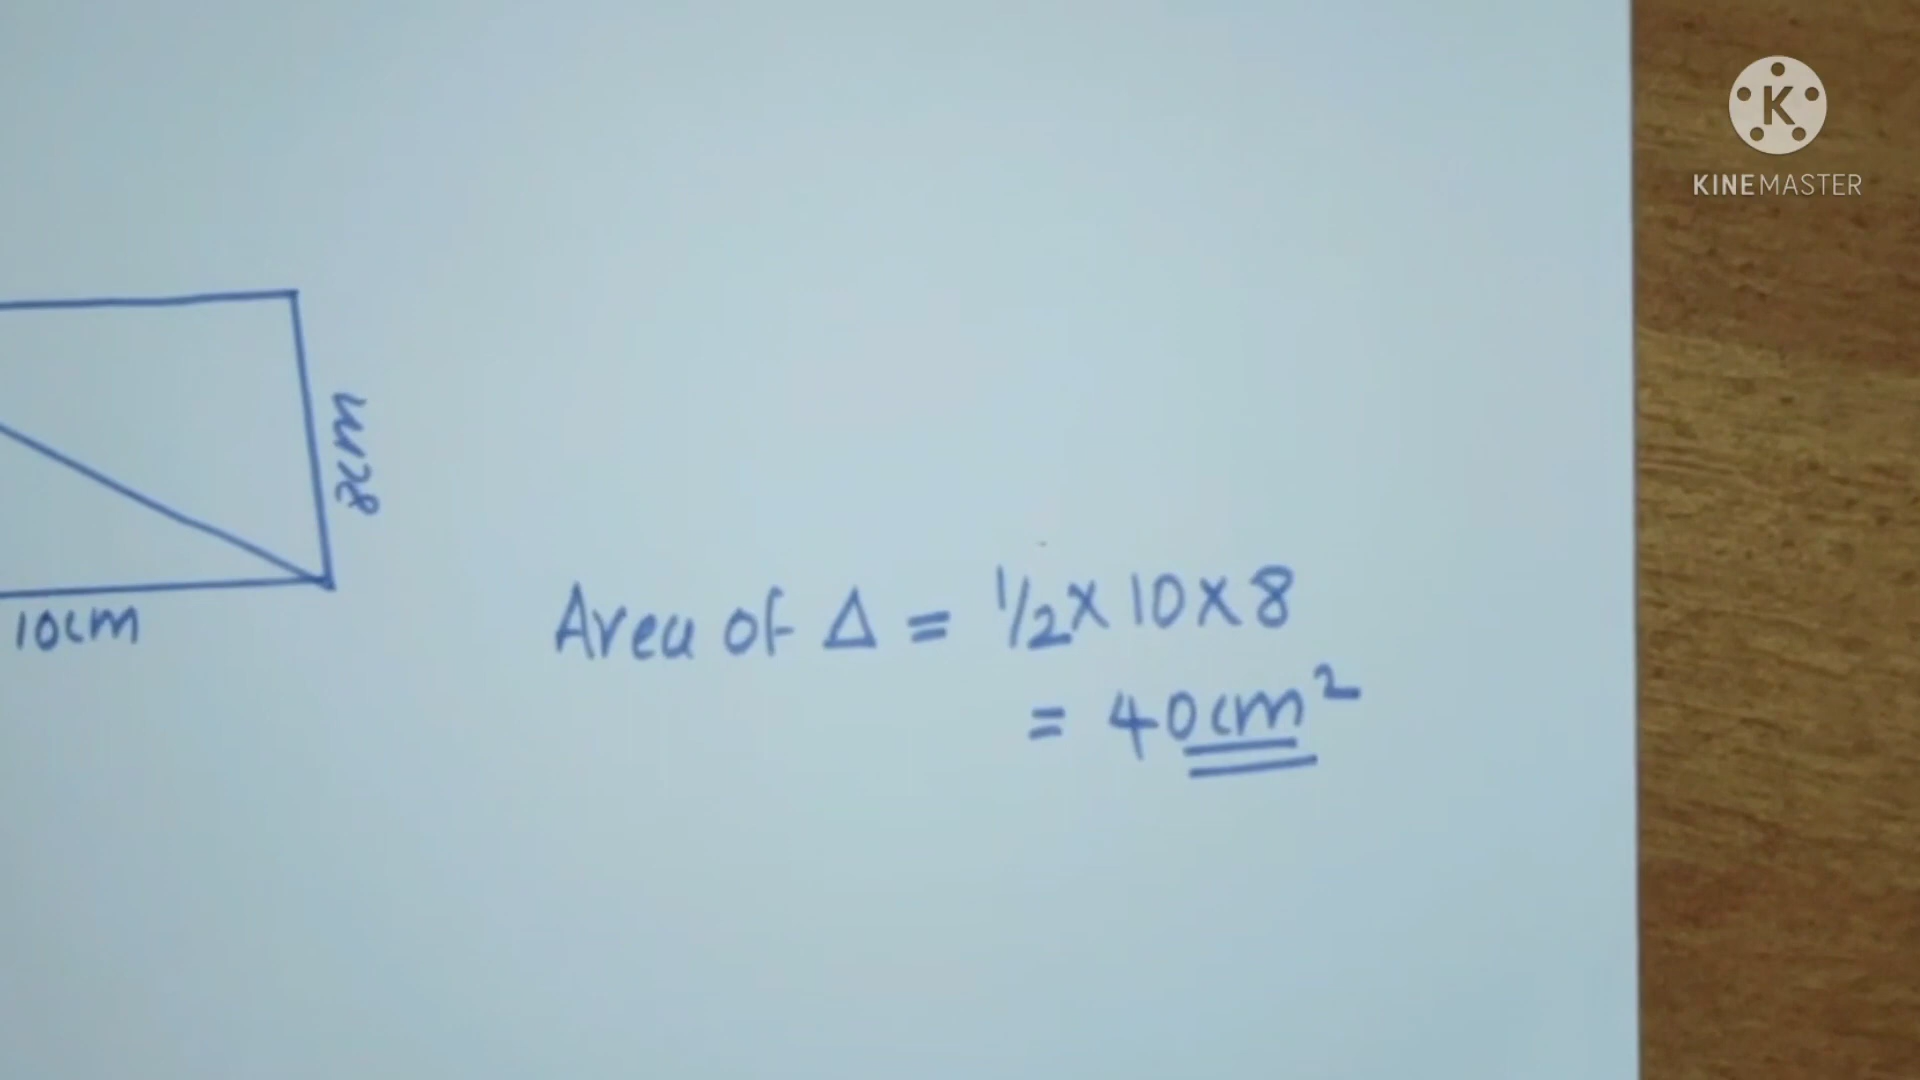 K
KINEMASTER
8cm
10cm
Area of Δ = 1/2 x 10 x 8
= 40cm²